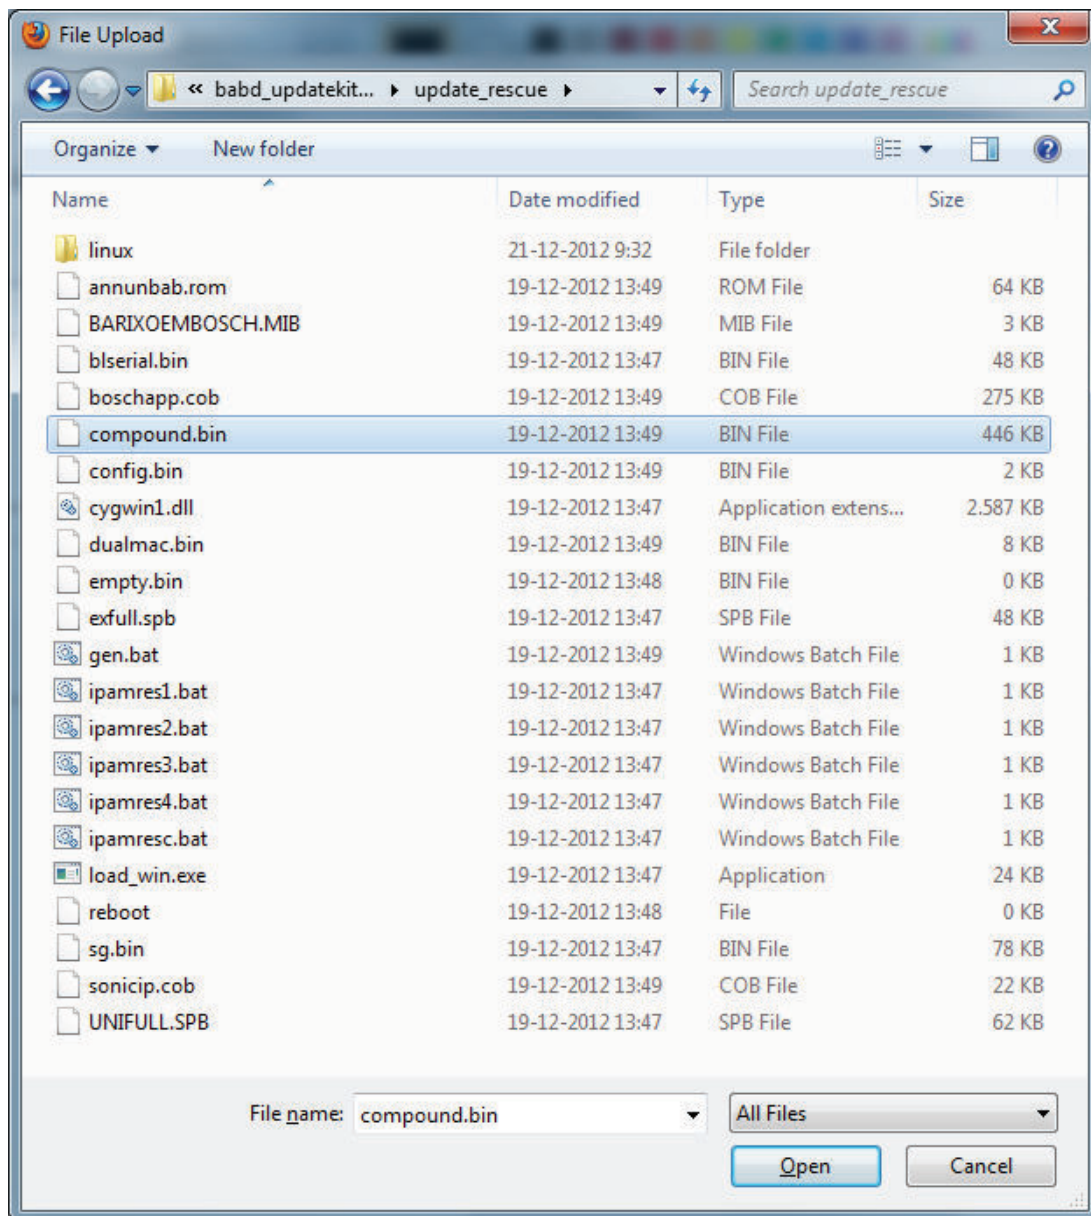 File Upload
« babd_updatekit... ▸ update_rescue ▸ Search update_rescue
Organize ▾ New folder
Name Date modified Type Size
linux 21-12-2012 9:32 File folder
annunbab.rom 19-12-2012 13:49 ROM File 64 KB
BARIXOEMBOSCH.MIB 19-12-2012 13:49 MIB File 3 KB
blserial.bin 19-12-2012 13:47 BIN File 48 KB
boschapp.cob 19-12-2012 13:49 COB File 275 KB
compound.bin 19-12-2012 13:49 BIN File 446 KB
config.bin 19-12-2012 13:49 BIN File 2 KB
cygwin1.dll 19-12-2012 13:47 Application extens... 2.587 KB
dualmac.bin 19-12-2012 13:49 BIN File 8 KB
empty.bin 19-12-2012 13:48 BIN File 0 KB
exfull.spb 19-12-2012 13:47 SPB File 48 KB
gen.bat 19-12-2012 13:49 Windows Batch File 1 KB
ipamres1.bat 19-12-2012 13:47 Windows Batch File 1 KB
ipamres2.bat 19-12-2012 13:47 Windows Batch File 1 KB
ipamres3.bat 19-12-2012 13:47 Windows Batch File 1 KB
ipamres4.bat 19-12-2012 13:47 Windows Batch File 1 KB
ipamresc.bat 19-12-2012 13:47 Windows Batch File 1 KB
load_win.exe 19-12-2012 13:47 Application 24 KB
reboot 19-12-2012 13:48 File 0 KB
sg.bin 19-12-2012 13:47 BIN File 78 KB
sonicip.cob 19-12-2012 13:49 COB File 22 KB
UNIFULL.SPB 19-12-2012 13:47 SPB File 62 KB
File name: compound.bin All Files
Open Cancel